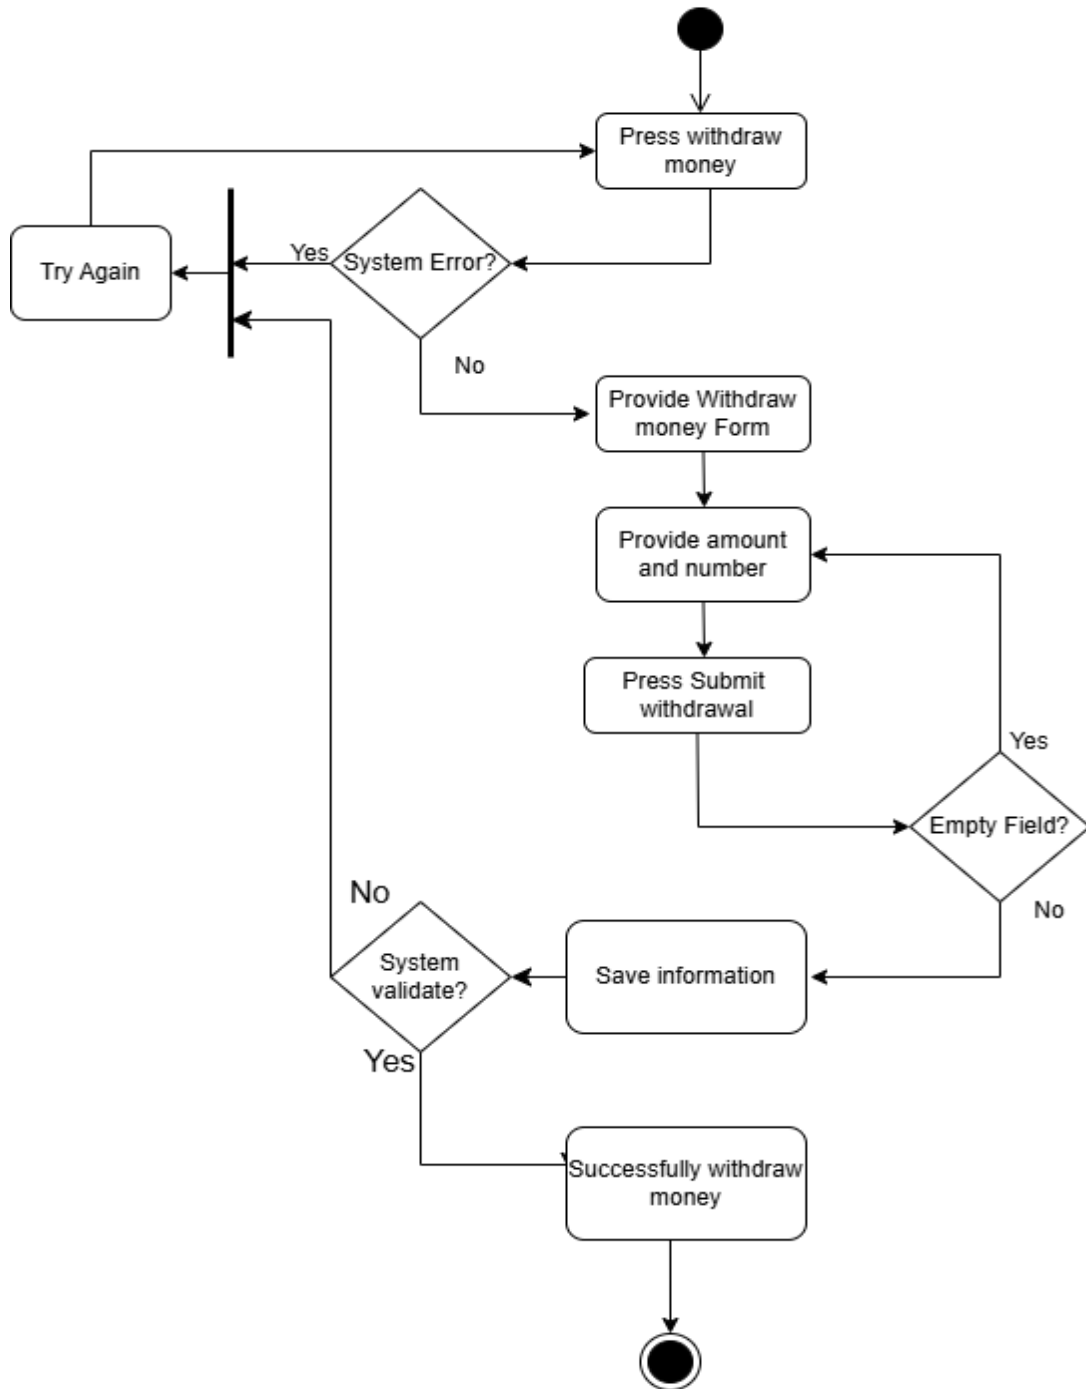 Press withdraw
money
Yes
System Error?
Try Again
No
Provide Withdraw
money Form
Provide amount
and number
Press Submit
withdrawal
Yes
Empty Field?
No
No
System
validate?
Save information
Yes
Successfully withdraw
money